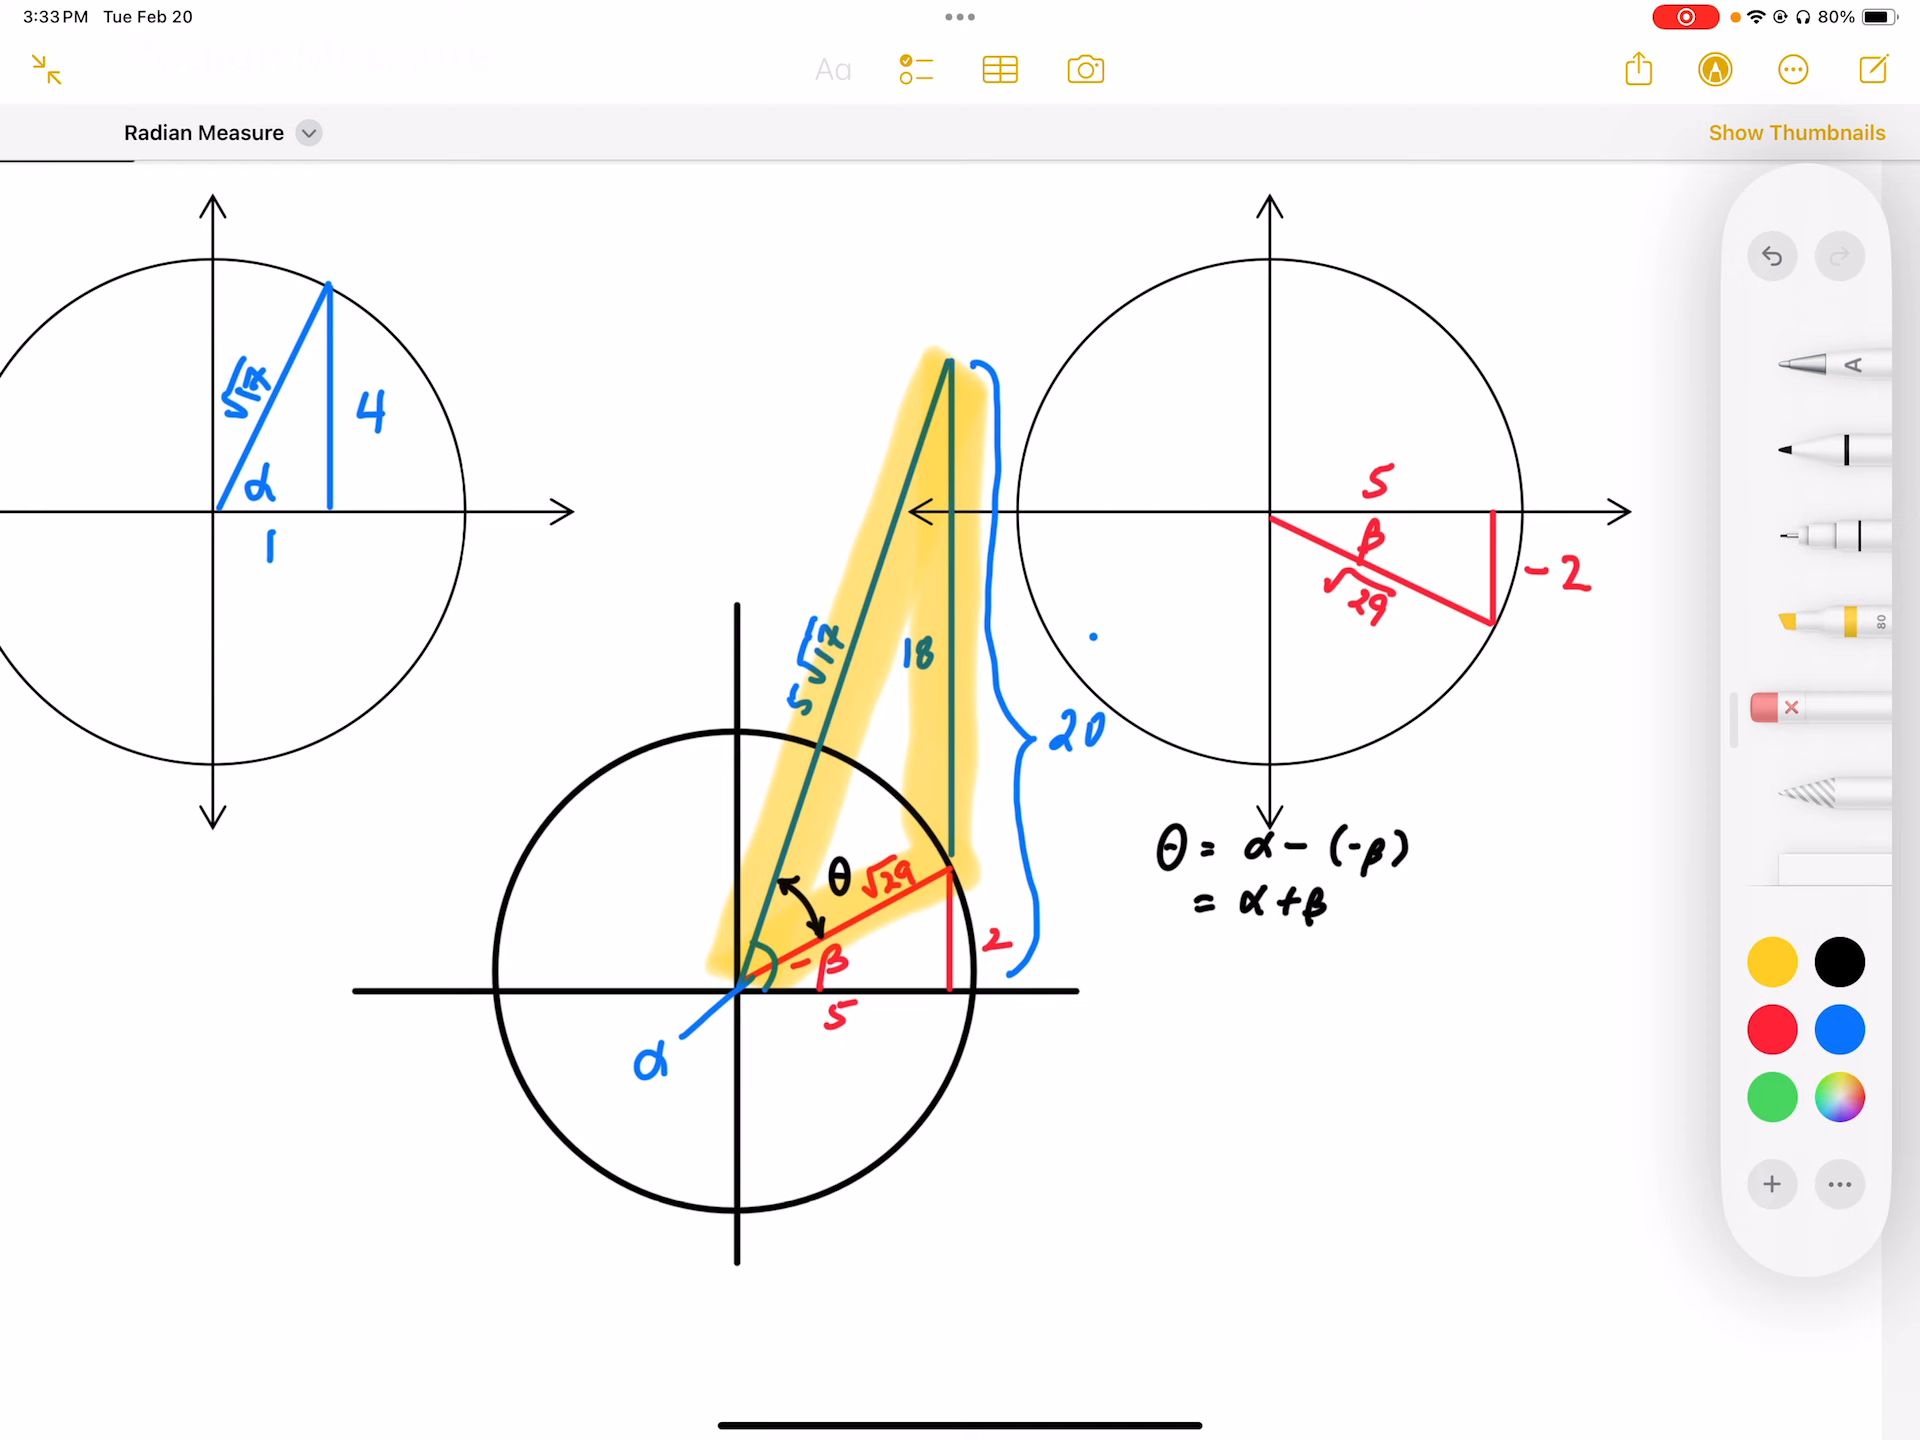 3:33 PM Tue Feb 20
80%
Aa
Radian Measure
Show Thumbnails
A
80
√17
4
α
1
5
β
√29
-2
5√17
18
20
θ
√29
-β
2
5
α
θ = α - (-β)
= α + β